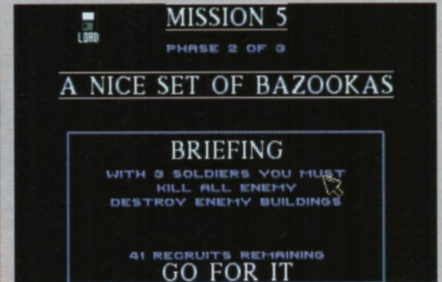 MISSION 5
LOAD
PHASE 2 OF 3
A NICE SET OF BAZOOKAS
BRIEFING
WITH 3 SOLDIERS YOU MUST
KILL ALL ENEMY
DESTROY ENEMY BUILDINGS
41 RECRUITS REMAINING
GO FOR IT